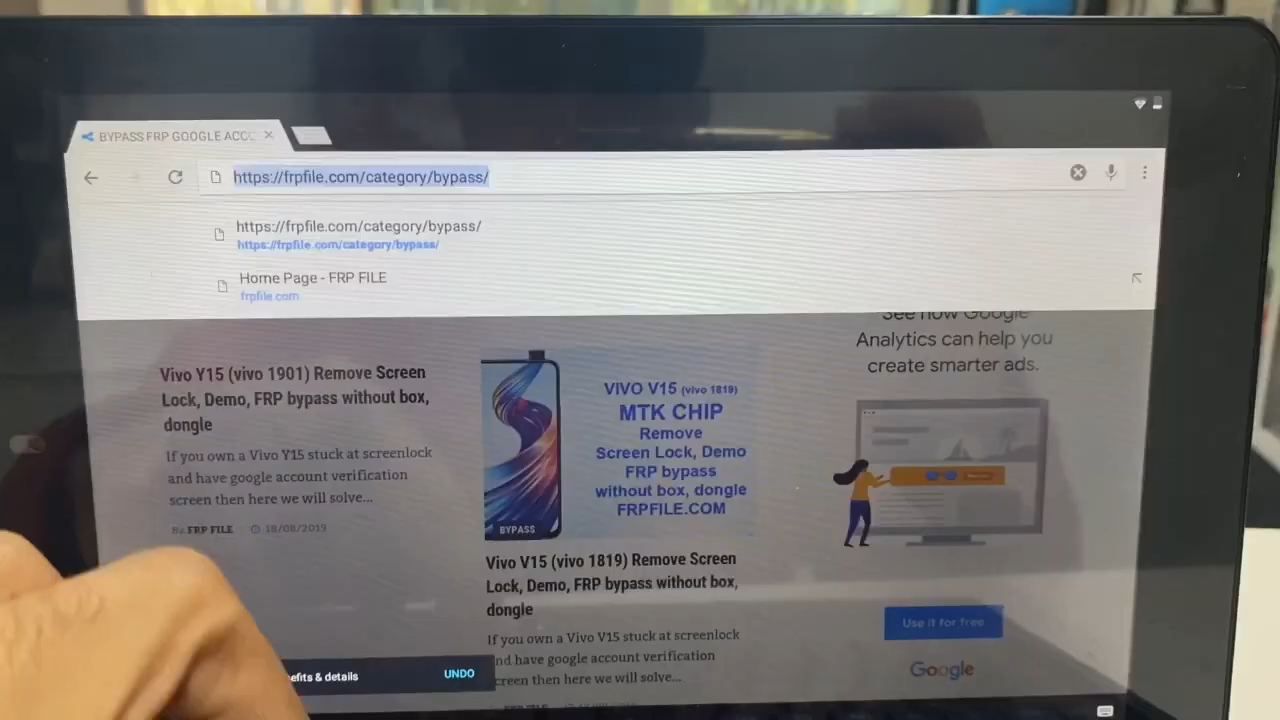 BYPASS FRP GOOGLE ACCO
https://frpfile.com/category/bypass/
https://frpfile.com/category/bypass/
https://frpfile.com/category/bypass/
Home Page - FRP FILE
frpfile.com
Vivo Y15 (vivo 1901) Remove Screen
Lock, Demo, FRP bypass without box,
dongle
If you own a Vivo Y15 stuck at screenlock
and have google account verification
screen then here we will solve...
By FRP FILE 18/08/2019
VIVO V15 (vivo 1819)
MTK CHIP
Remove
Screen Lock, Demo
FRP bypass
without box, dongle
FRPFILE.COM
BYPASS
Vivo V15 (vivo 1819) Remove Screen
Lock, Demo, FRP bypass without box,
dongle
If you own a Vivo V15 stuck at screenlock
and have google account verification
screen then here we will solve...
See how Google
Analytics can help you
create smarter ads.
Use it for free
Google
efits & details UNDO